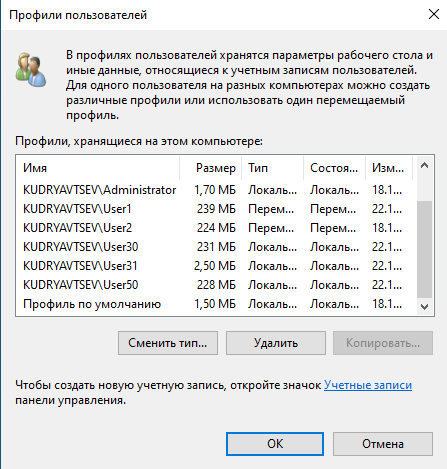 Профили пользователей
В профилях пользователей хранятся параметры рабочего стола и
иные данные, относящиеся к учетным записям пользователей.
Для одного пользователя на разных компьютерах можно создать
различные профили или использовать один перемещаемый
профиль.
Профили, хранящиеся на этом компьютере:
Имя Размер Тип Состоя... Изм...
KUDRYAVTSEV\Administrator 1,70 МБ Локаль... Локаль... 18.1...
KUDRYAVTSEV\User1 239 МБ Перем... Перем... 22.1...
KUDRYAVTSEV\User2 224 МБ Перем... Перем... 22.1...
KUDRYAVTSEV\User30 231 МБ Локаль... Локаль... 22.1...
KUDRYAVTSEV\User31 2,50 МБ Локаль... Локаль... 22.1...
KUDRYAVTSEV\User50 228 МБ Локаль... Локаль... 22.1...
Профиль по умолчанию 1,50 МБ Локаль... Локаль... 18.1...
Сменить тип... Удалить Копировать...
Чтобы создать новую учетную запись, откройте значок Учетные записи
панели управления.
ОК Отмена